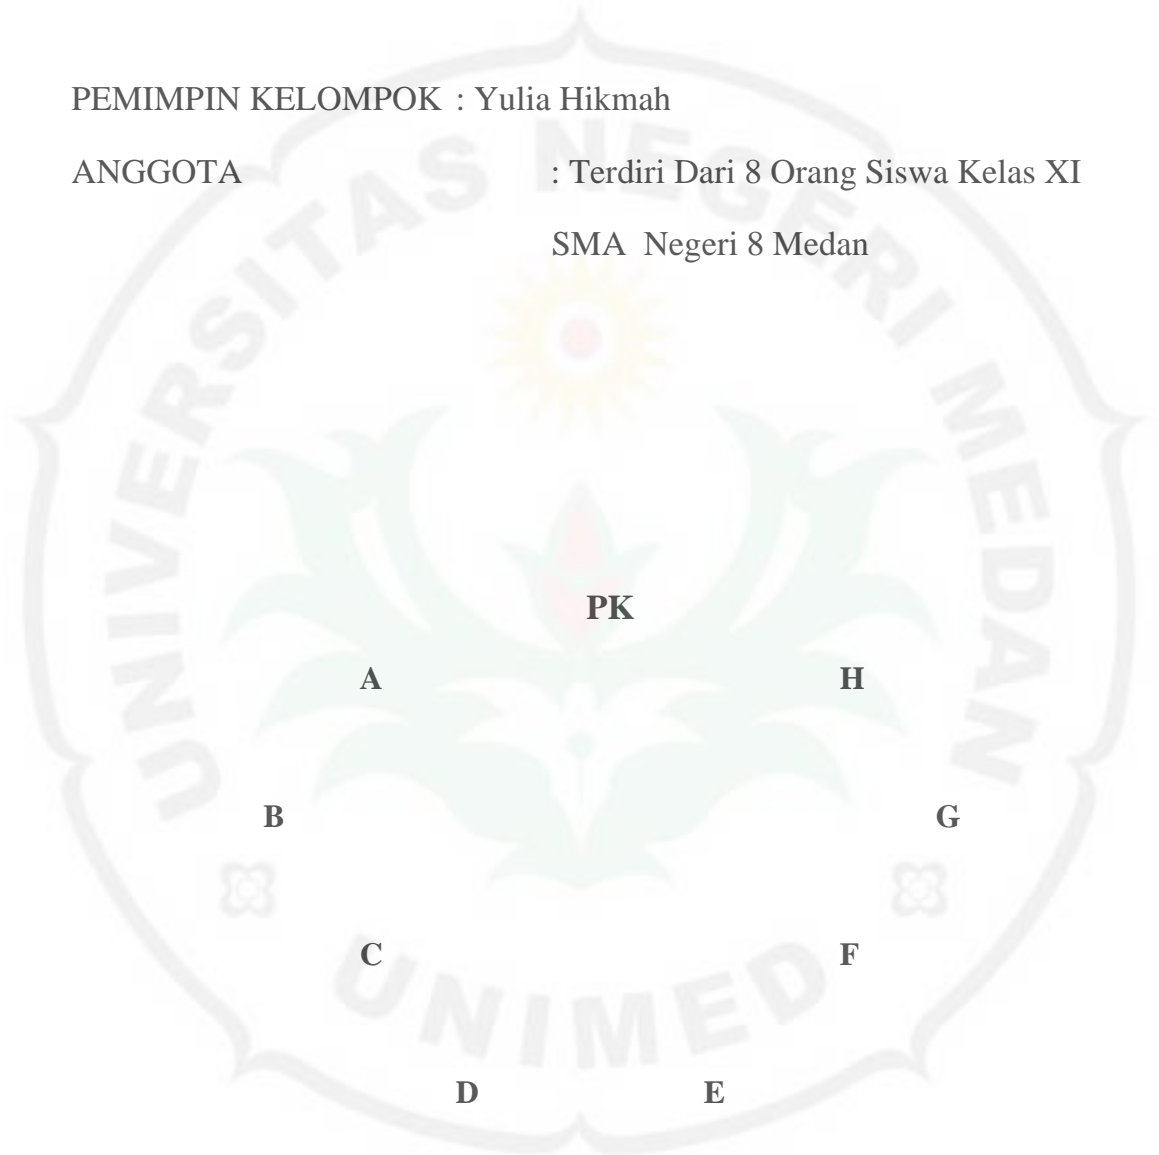 PEMIMPIN KELOMPOK : Yulia Hikmah
ANGGOTA : Terdiri Dari 8 Orang Siswa Kelas XI
SMA Negeri 8 Medan
PK
A H
B G
C F
D E
UNIVERSITAS NEGERI MEDAN
UNIMED